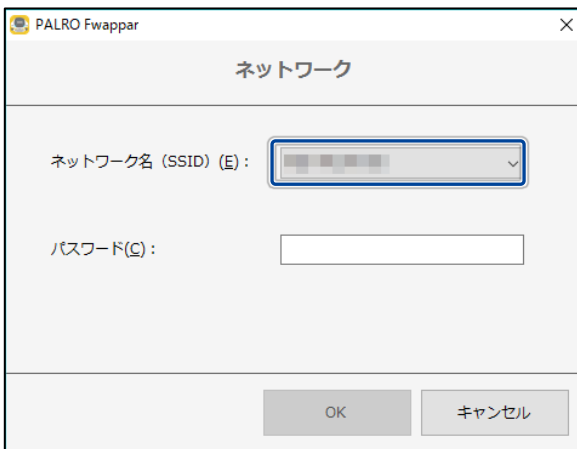 PALRO Fwappar
ネットワーク
ネットワーク名（SSID）(E)：
パスワード(C)：
OK
キャンセル